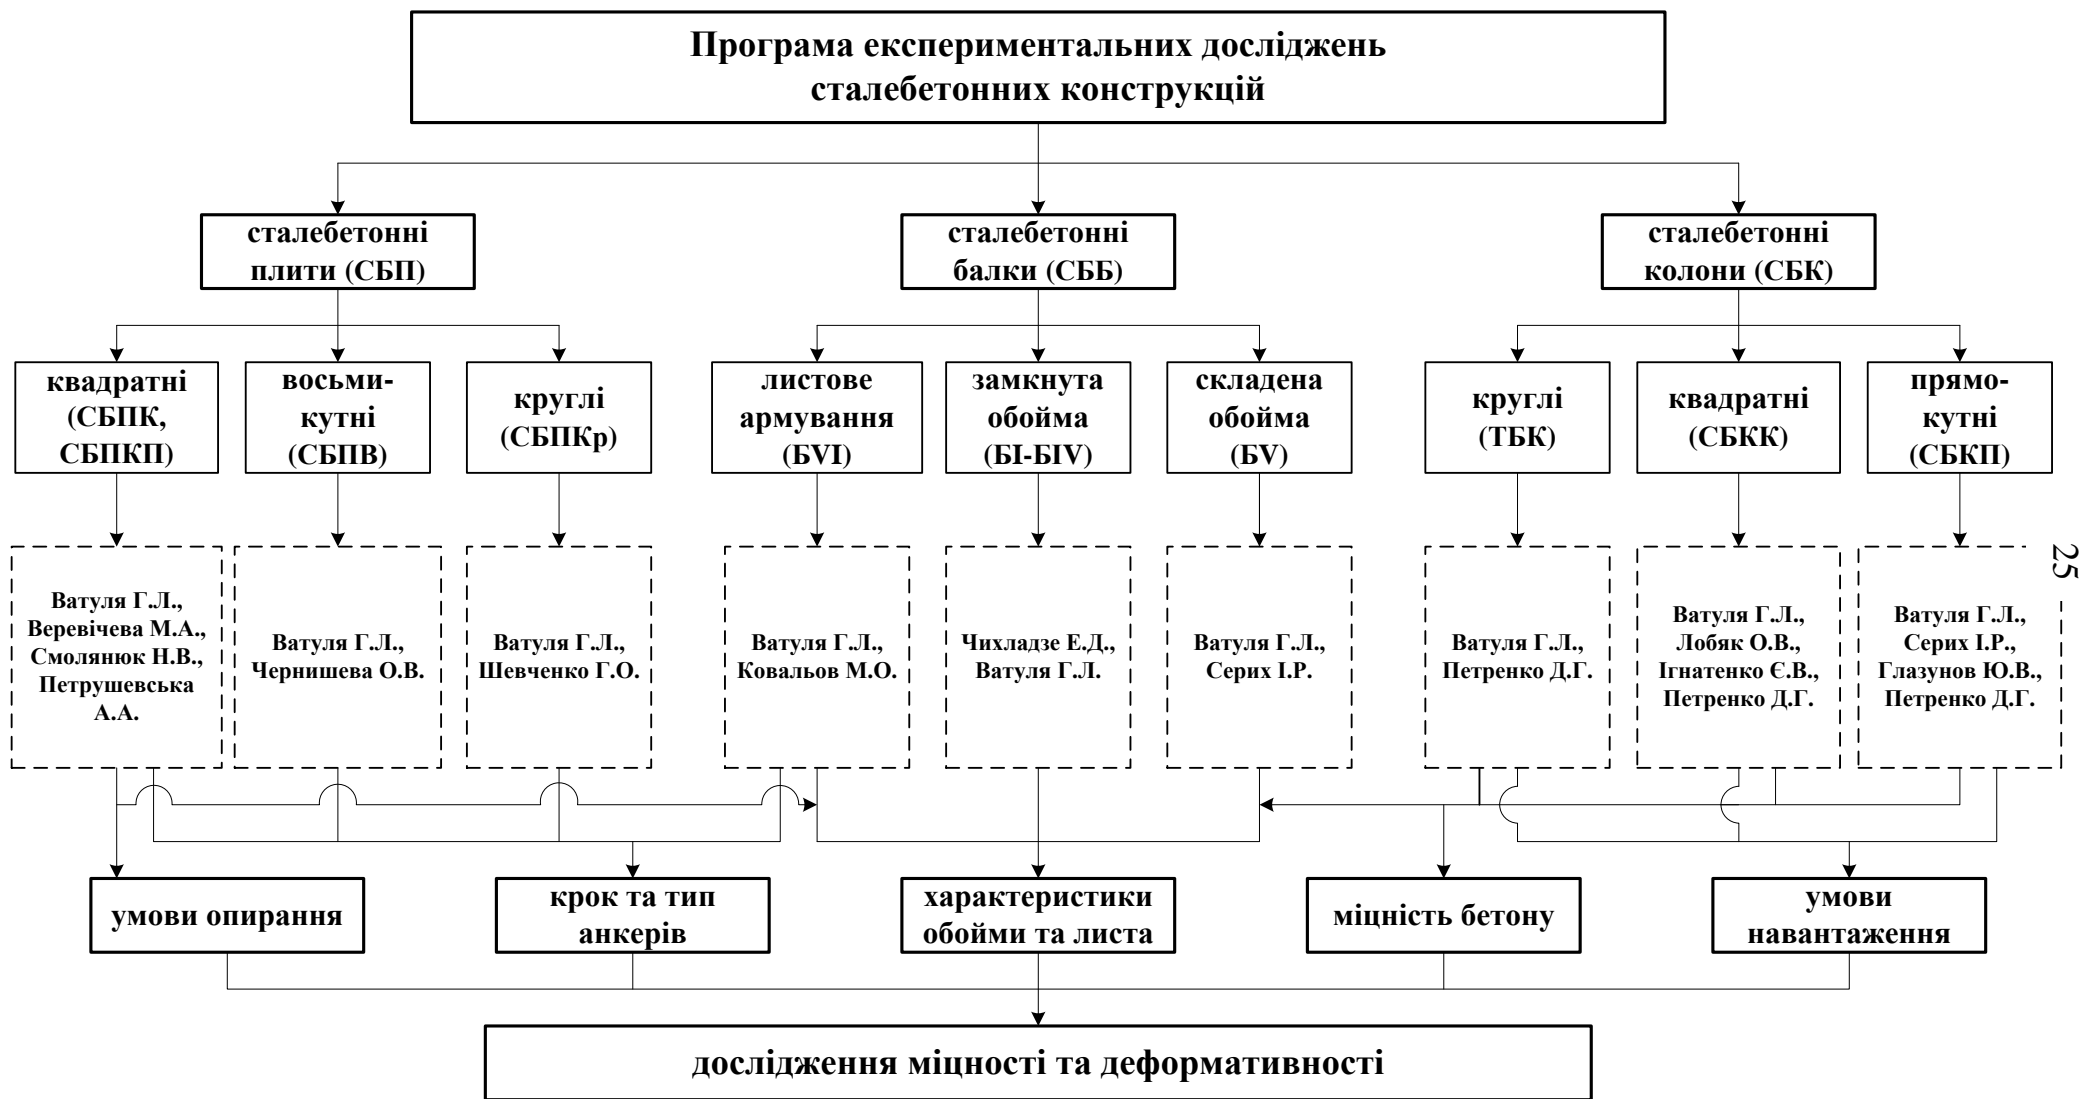 Програма експериментальних досліджень
сталебетонних конструкцій
сталебетонні
плити (СБП)
сталебетонні
балки (СББ)
сталебетонні
колони (СБК)
квадратні
(СБПК,
СБПКП)
восьми-
кутні
(СБПВ)
круглі
(СБПКр)
листове
армування
(БVI)
замкнута
обойма
(БI-БIV)
складена
обойма
(БV)
круглі
(ТБК)
квадратні
(СБКК)
прямо-
кутні
(СБКП)
Ватуля Г.Л.,
Веревічева М.А.,
Смолянюк Н.В.,
Петрушевська
А.А.
Ватуля Г.Л.,
Чернишева О.В.
Ватуля Г.Л.,
Шевченко Г.О.
Ватуля Г.Л.,
Ковальов М.О.
Чихладзе Е.Д.,
Ватуля Г.Л.
Ватуля Г.Л.,
Серих І.Р.
Ватуля Г.Л.,
Петренко Д.Г.
Ватуля Г.Л.,
Лобяк О.В.,
Ігнатенко Є.В.,
Петренко Д.Г.
Ватуля Г.Л.,
Серих І.Р.,
Глазунов Ю.В.,
Петренко Д.Г.
25
умови опирання
крок та тип
анкерів
характеристики
обойми та листа
міцність бетону
умови
навантаження
дослідження міцності та деформативності